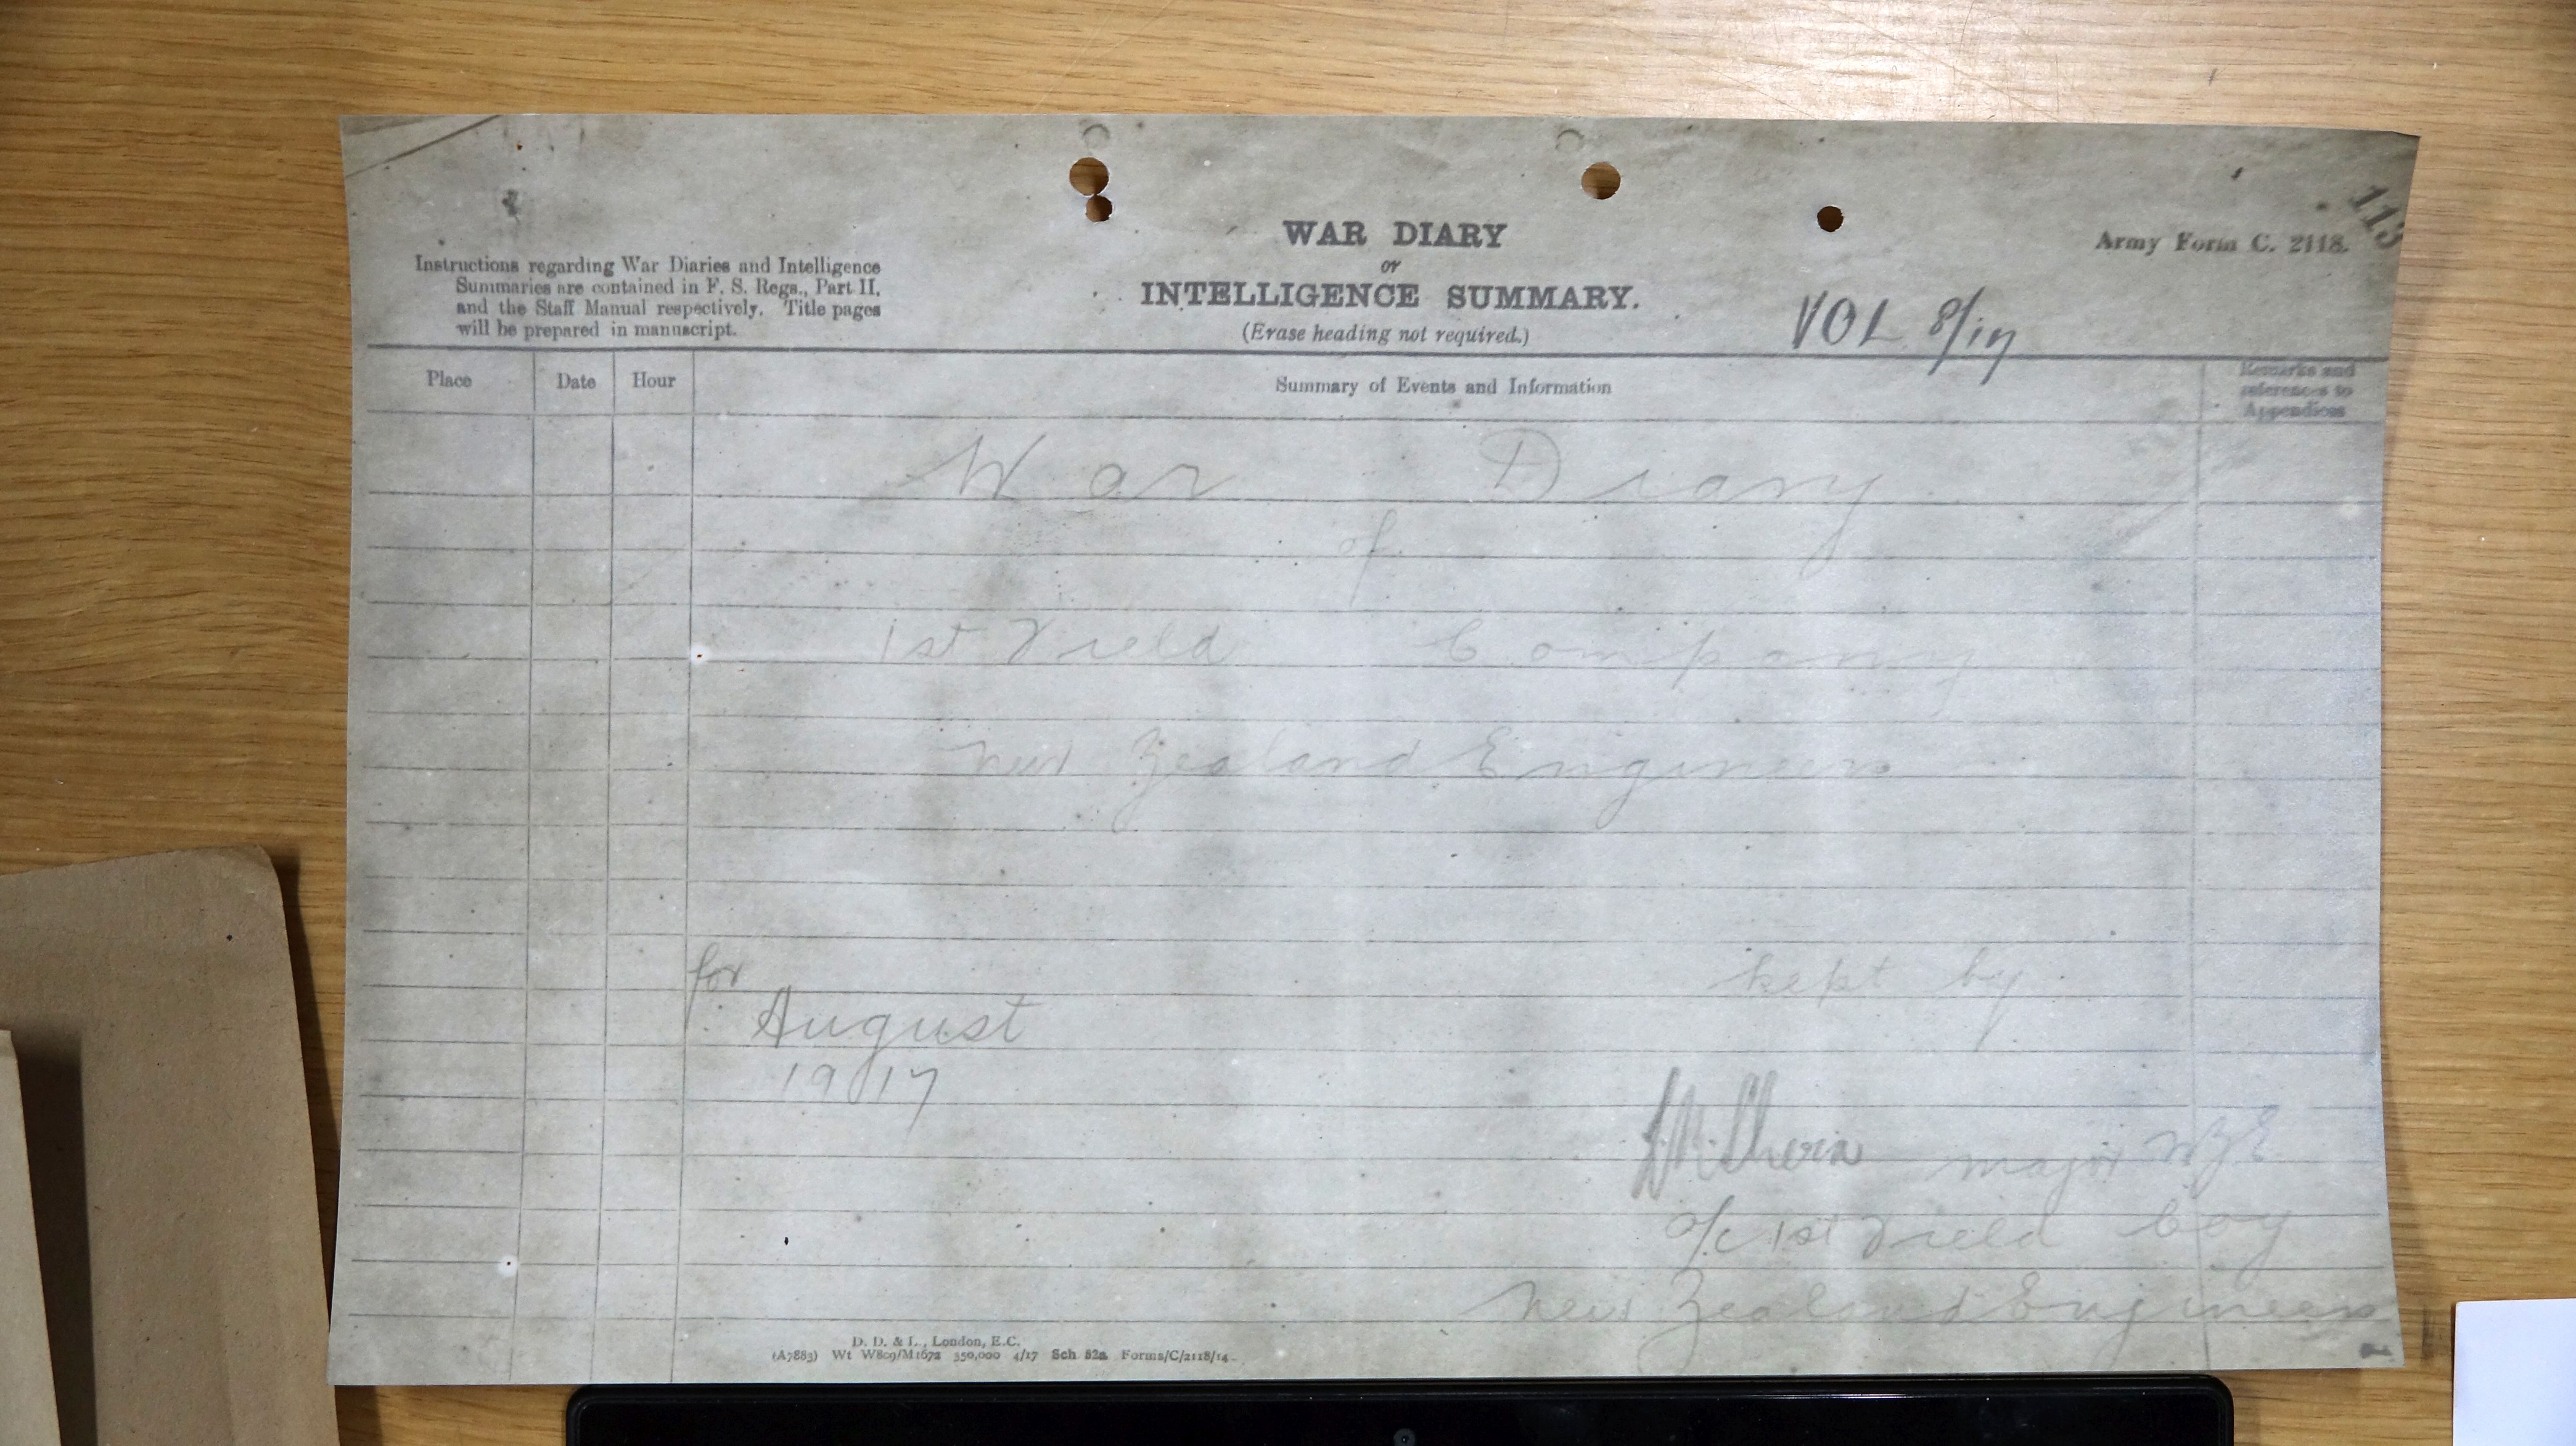 113
Army Form C. 2118.
WAR DIARY
or
INTELLIGENCE SUMMARY.
(Erase heading not required.)
Instructions regarding War Diaries and Intelligence
Summaries are contained in F. S. Regs., Part II,
and the Staff Manual respectively. Title pages
will be prepared in manuscript.
VOL 8/17
Place Date Hour Summary of Events and Information Remarks and
references to
Appendices
War Diary
of
1st Field Company
New Zealand Engineers
for kept by
August
1917
Major NZE
o/c 1st Field Coy
New Zealand Engineers
D. D. & L., London, E.C.
(A7883) Wt W809/M1672 350,000 4/17 Sch 82a Forms/C/2118/14